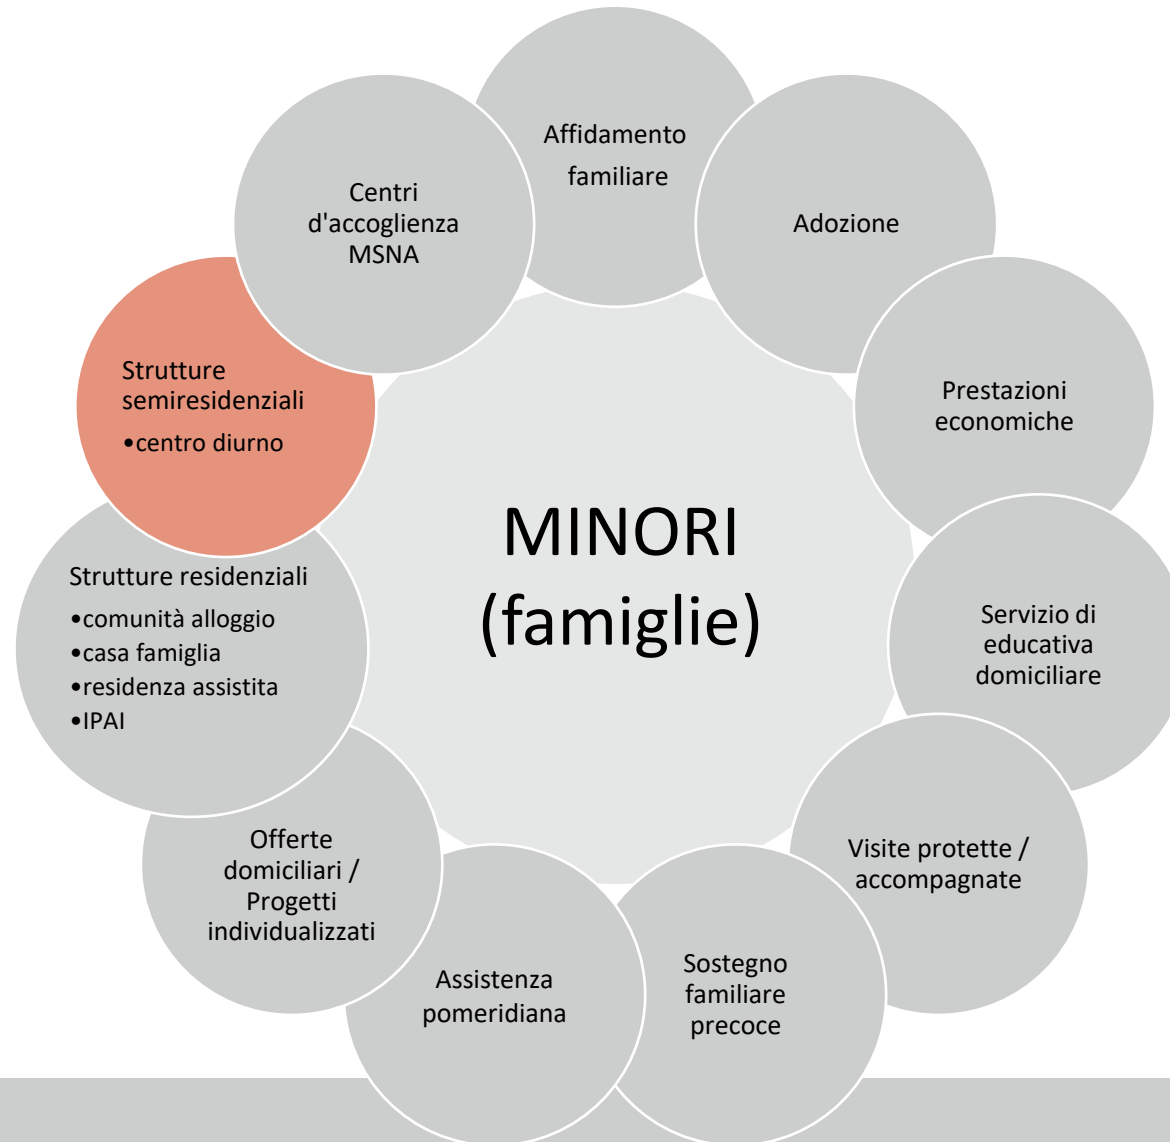 Affidamento
familiare
Adozione
Prestazioni
economiche
Servizio di
educativa
domiciliare
Visite protette /
accompagnate
Sostegno
familiare
precoce
Assistenza
pomeridiana
Offerte
domiciliari /
Progetti
individualizzati
Strutture residenziali
•comunità alloggio
•casa famiglia
•residenza assistita
•IPAI
Strutture
semiresidenziali
•centro diurno
Centri
d'accoglienza
MSNA
MINORI
(famiglie)